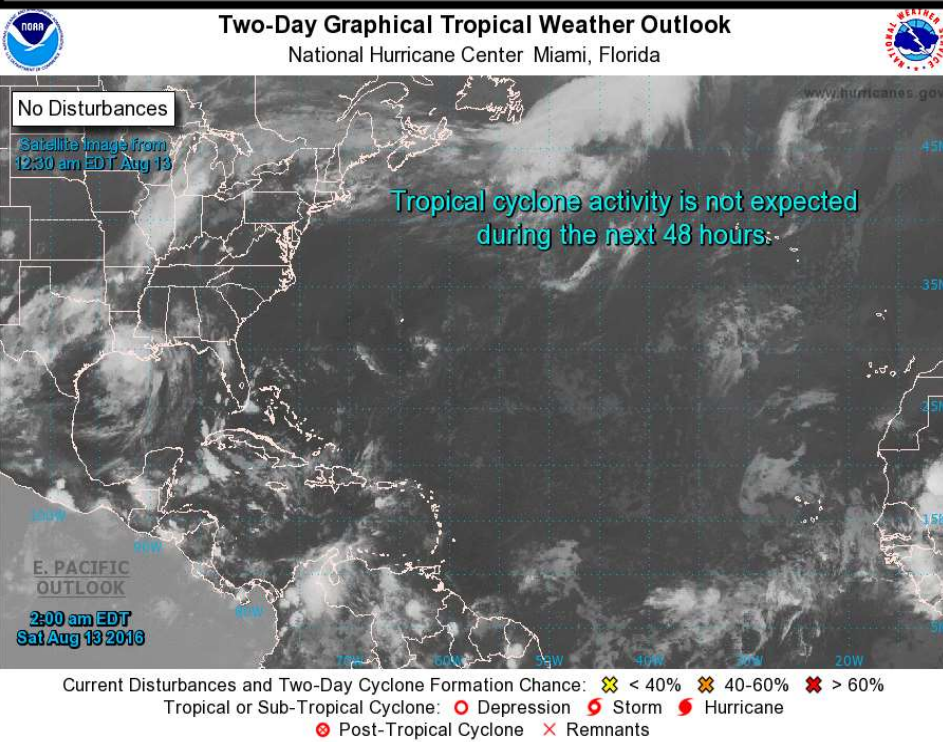 Two-Day Graphical Tropical Weather Outlook
National Hurricane Center Miami, Florida
NOAA
No Disturbances
www.hurricanes.gov
Satellite Image from
12:30 am EDT Aug 13
45N
Tropical cyclone activity is not expected
during the next 48 hours.
35N
25N
100W
15N
90W
E. PACIFIC
OUTLOOK
80W
2:00 am EDT
Sat Aug 13 2016
5N
70W 60W 50W 40W 30W 20W
Current Disturbances and Two-Day Cyclone Formation Chance: < 40% 40-60% > 60%
Tropical or Sub-Tropical Cyclone: Depression Storm Hurricane
Post-Tropical Cyclone Remnants